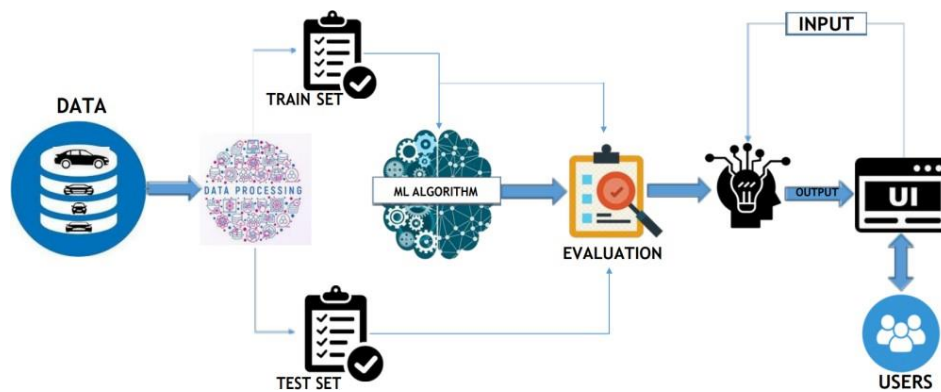 DATA
DATA PROCESSING
TRAIN SET
TEST SET
ML ALGORITHM
EVALUATION
INPUT
OUTPUT
UI
USERS